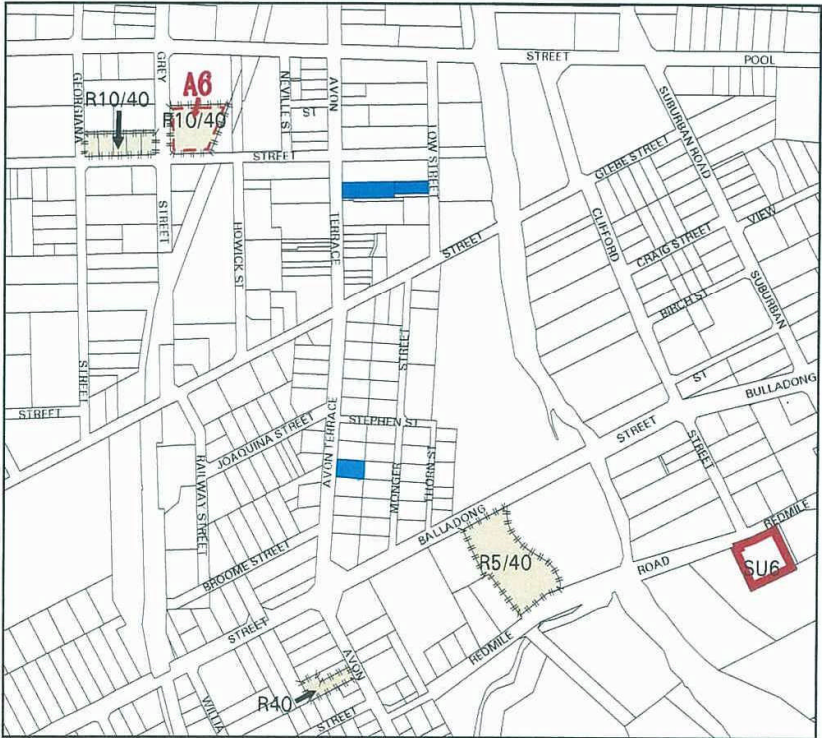 STREET
POOL
GEORGIANA
GREY
A6
R10/40
R10/40
NEVILLE S
ST
AVON
LOW STREET
SUBURBAN ROAD
STREET
GLEBE STREET
STREET
HOWICK ST
TERRACE
STREET
CLIFFORD
CRAIG STREET
VIEW
BIRCH ST
SUBURBAN
STREET
STREET
STREET
ST
BULLADONG
STREET
JOAQUINA STREET
AVON TERRACE
STEPHEN ST
RAILWAY STREET
MONGER
THORN ST
STREET
STREET
BALLADONG
REDMILE
BROOME STREET
R5/40
ROAD
SU6
STREET
REDMILE
AVON
R40
WILLIA
STREET